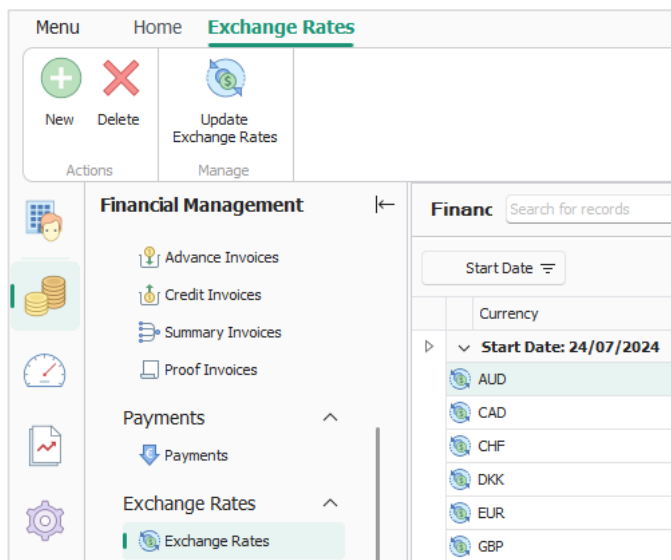 Menu Home Exchange Rates
New Delete Update
Exchange Rates
Actions Manage
Financial Management
Advance Invoices
Credit Invoices
Summary Invoices
Proof Invoices
Payments
Payments
Exchange Rates
Exchange Rates
Financ Search for records
Start Date
Currency
Start Date: 24/07/2024
AUD
CAD
CHF
DKK
EUR
GBP